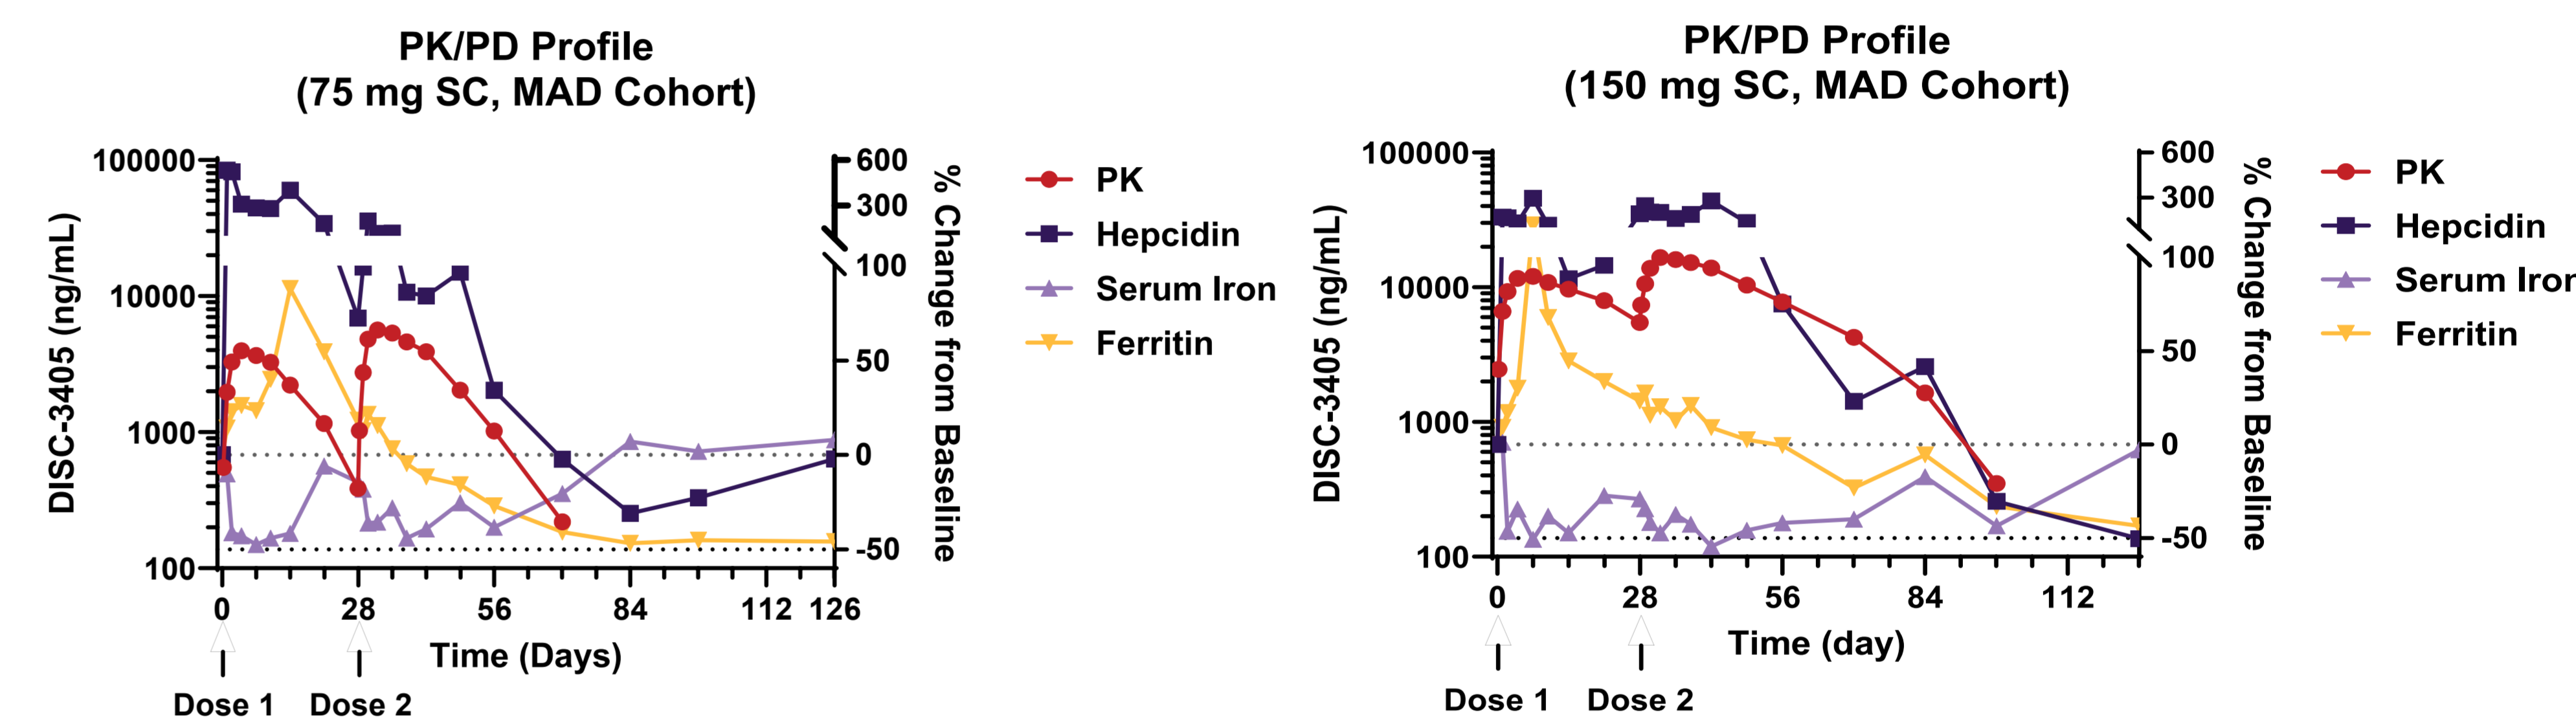 PK/PD Profile
(75 mg SC, MAD Cohort)
100000
10000
1000
100
DISC-3405 (ng/mL)
600
300
100
50
0
-50
% Change from Baseline
0 28 56 84 112 126
Time (Days)
Dose 1 Dose 2
PK
Hepcidin
Serum Iron
Ferritin
PK/PD Profile
(150 mg SC, MAD Cohort)
100000
10000
1000
100
DISC-3405 (ng/mL)
600
300
100
50
0
-50
% Change from Baseline
0 28 56 84 112
Time (day)
Dose 1 Dose 2
PK
Hepcidin
Serum Iron
Ferritin